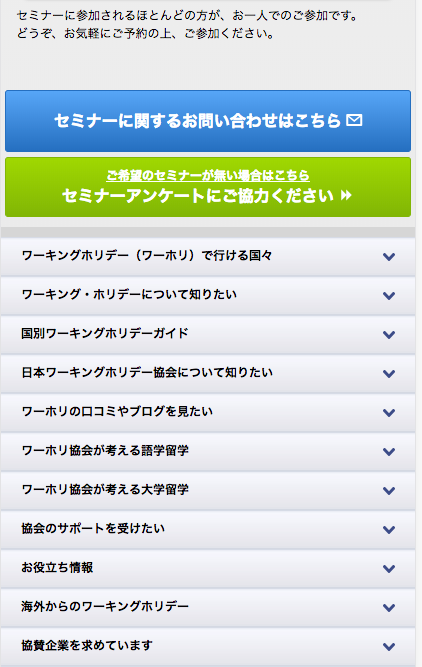 セミナーに参加されるほとんどの方が、お一人でのご参加です。
どうぞ、お気軽にご予約の上、ご参加ください。
セミナーに関するお問い合わせはこちら
ご希望のセミナーが無い場合はこちら
セミナーアンケートにご協力ください
ワーキングホリデー（ワーホリ）で行ける国々
ワーキング・ホリデーについて知りたい
国別ワーキングホリデーガイド
日本ワーキングホリデー協会について知りたい
ワーホリの口コミやブログを見たい
ワーホリ協会が考える語学留学
ワーホリ協会が考える大学留学
協会のサポートを受けたい
お役立ち情報
海外からのワーキングホリデー
協賛企業を求めています